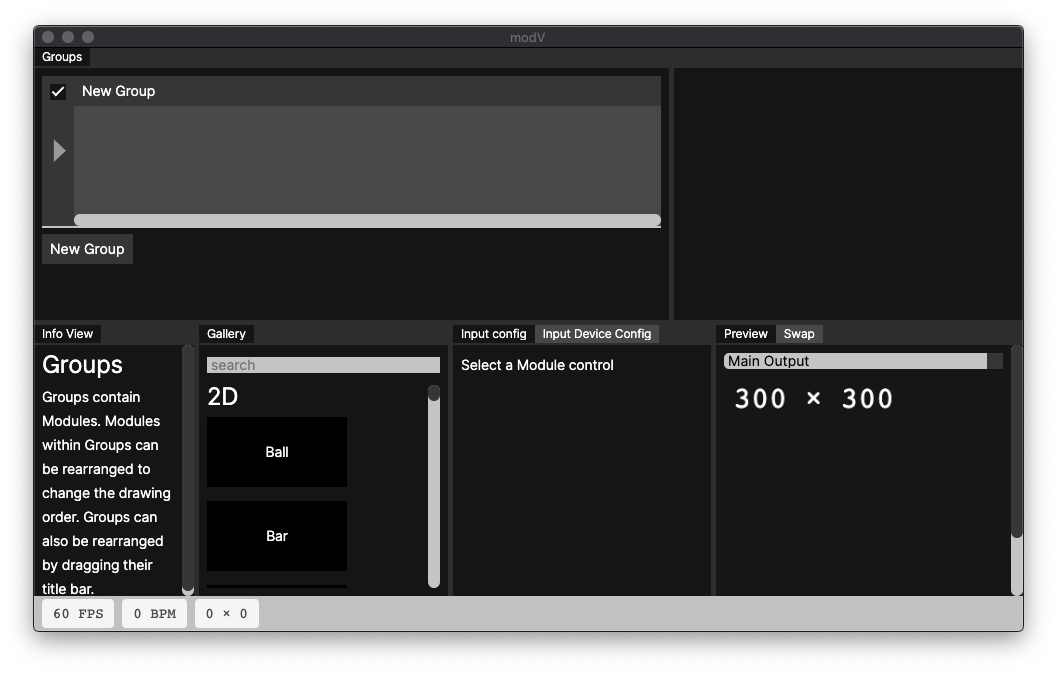 modV
Groups
New Group
New Group
Info View
Groups
Groups contain
Modules. Modules
within Groups can
be rearranged to
change the drawing
order. Groups can
also be rearranged
by dragging their
title bar.
Gallery
search
2D
Ball
Bar
Input config Input Device Config
Select a Module control
Preview Swap
Main Output
300 × 300
60 FPS 0 BPM 0 × 0